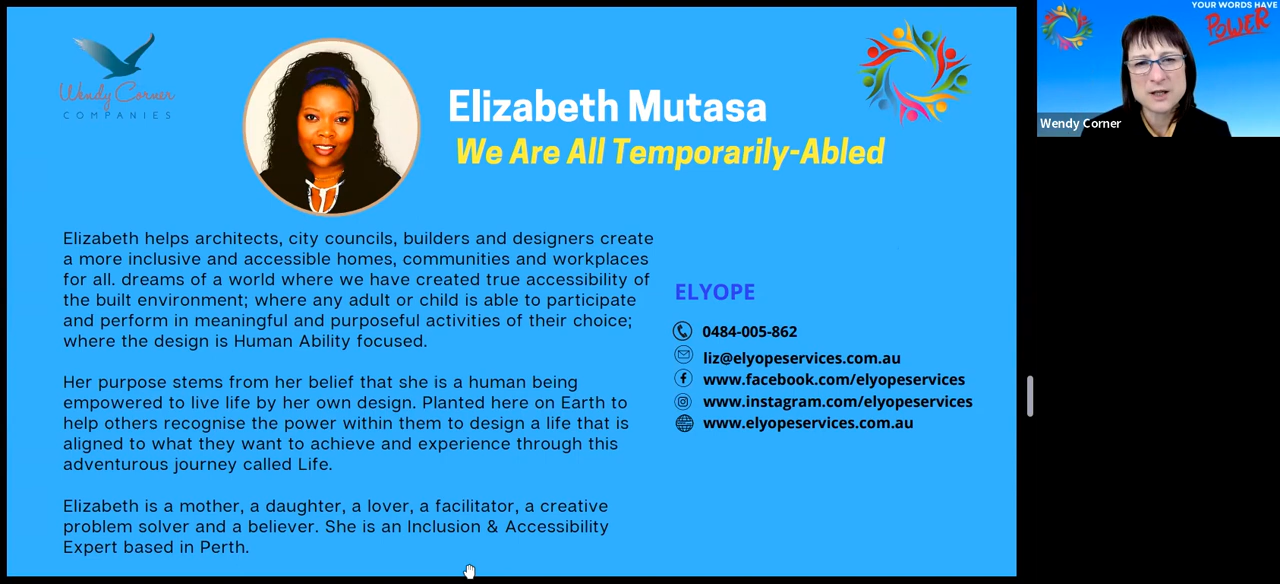 Wendy Corner
COMPANIES
Elizabeth Mutasa
We Are All Temporarily-Abled
Elizabeth helps architects, city councils, builders and designers create
a more inclusive and accessible homes, communities and workplaces
for all. dreams of a world where we have created true accessibility of
the built environment; where any adult or child is able to participate
and perform in meaningful and purposeful activities of their choice;
where the design is Human Ability focused.
Her purpose stems from her belief that she is a human being
empowered to live life by her own design. Planted here on Earth to
help others recognise the power within them to design a life that is
aligned to what they want to achieve and experience through this
adventurous journey called Life.
Elizabeth is a mother, a daughter, a lover, a facilitator, a creative
problem solver and a believer. She is an Inclusion & Accessibility
Expert based in Perth.
ELYOPE
0484-005-862
liz@elyopeservices.com.au
www.facebook.com/elyopeservices
www.instagram.com/elyopeservices
www.elyopeservices.com.au
YOUR WORDS HAVE
POWER
Wendy Corner